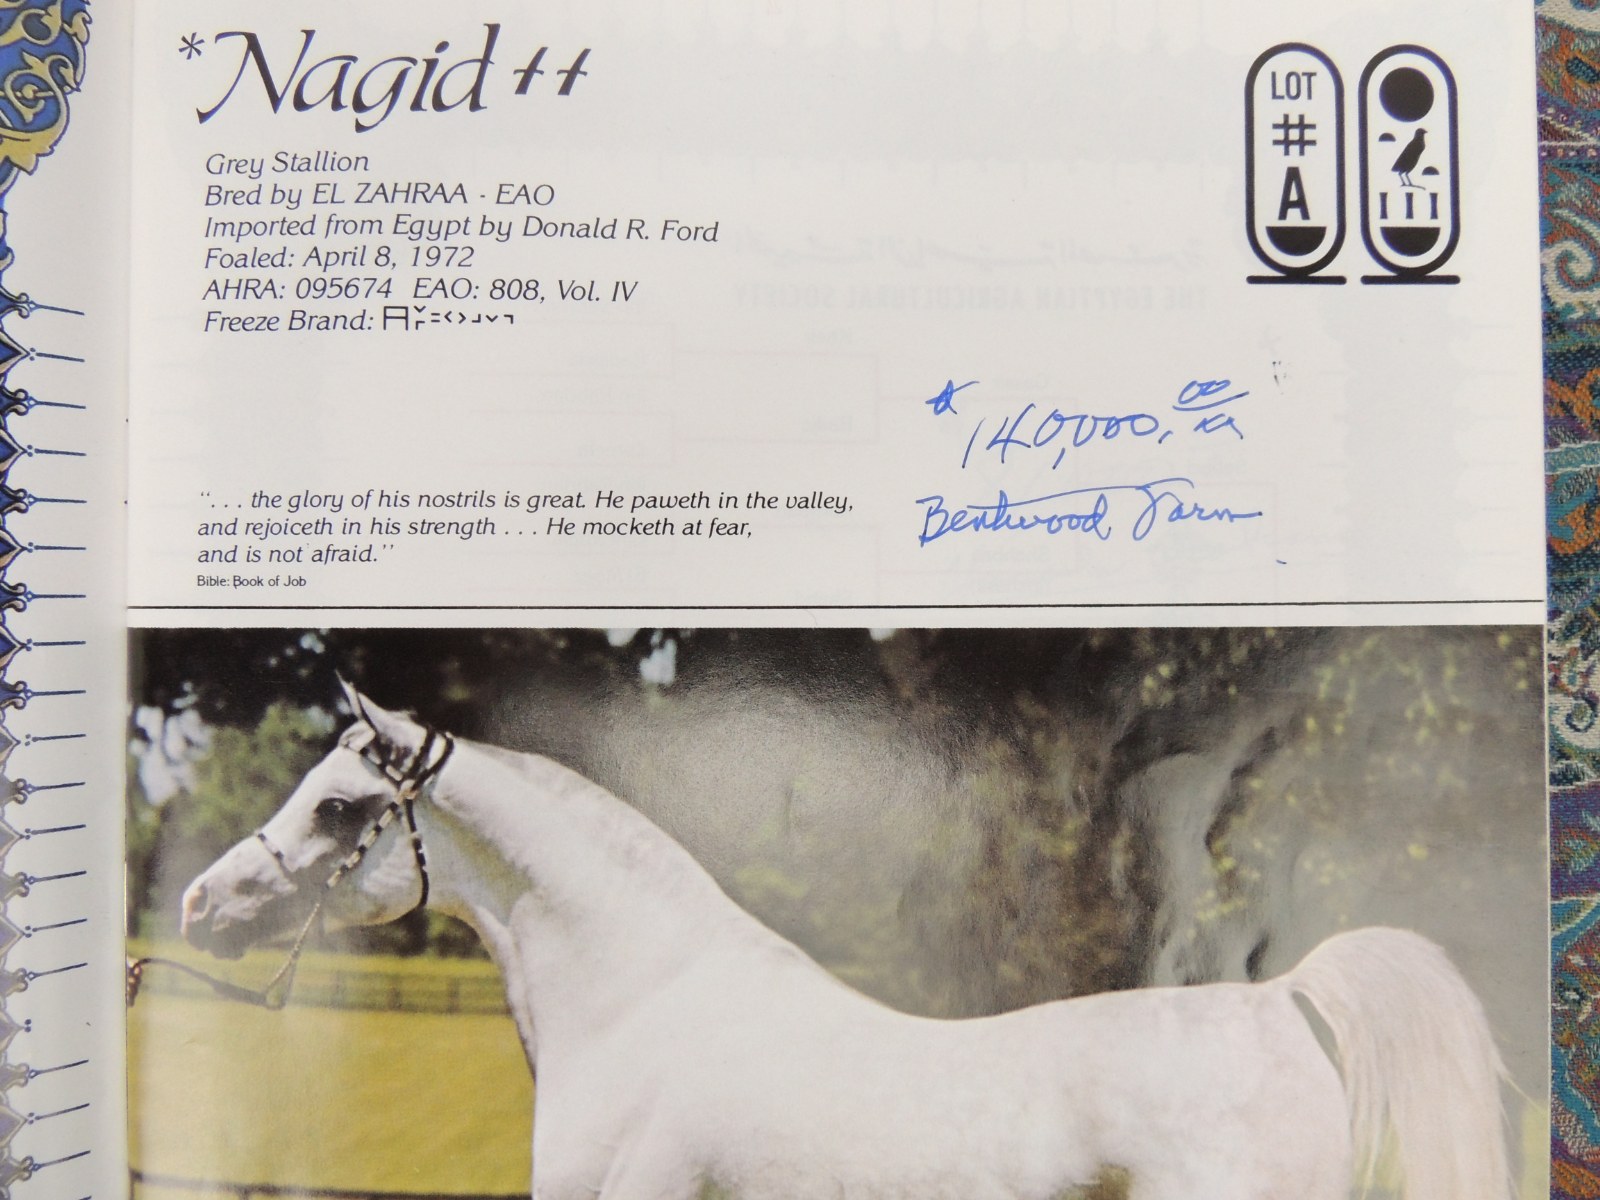 *Nagid ++
LOT
#
A
Grey Stallion
Bred by EL ZAHRAA - EAO
Imported from Egypt by Donald R. Ford
Foaled: April 8, 1972
AHRA: 095674 EAO: 808, Vol. IV
Freeze Brand:
140,000.00/xx
Bentwood Farm
“. . . the glory of his nostrils is great. He paweth in the valley,
and rejoiceth in his strength . . . He mocketh at fear,
and is not afraid.”
Bible: Book of Job